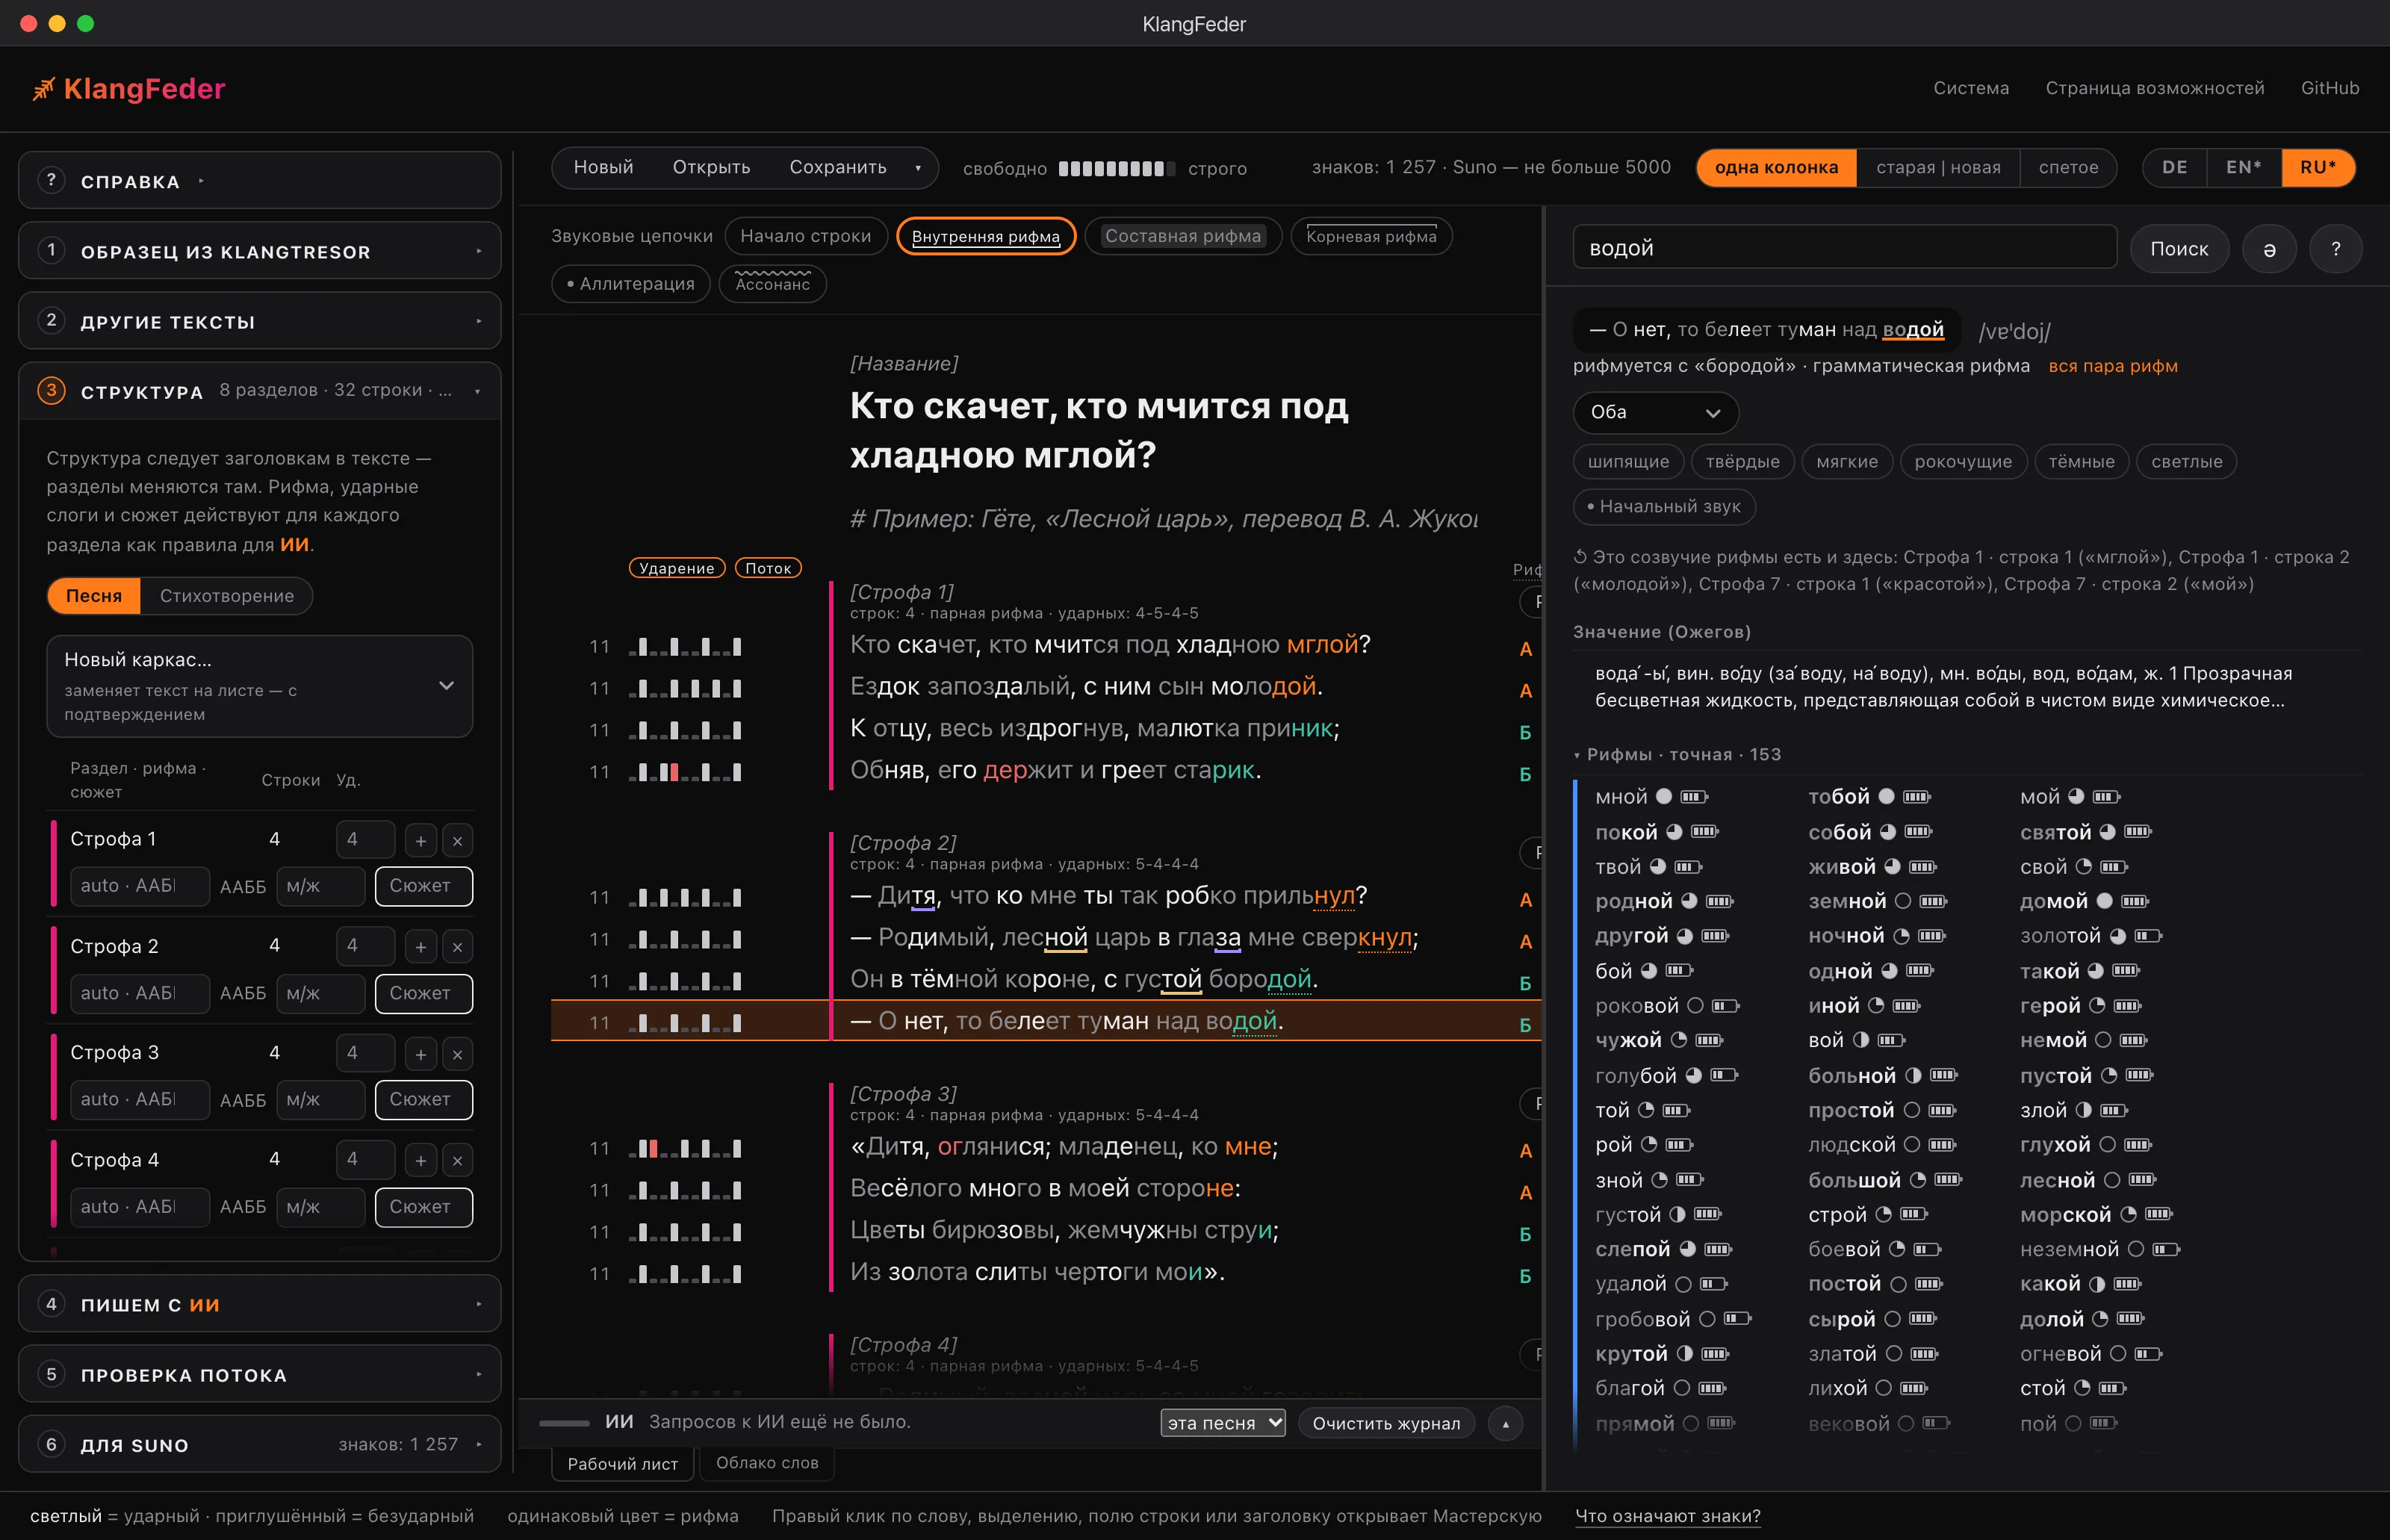 KlangFeder
KlangFeder
Система Страница возможностей GitHub
? СПРАВКА
1 ОБРАЗЕЦ ИЗ KLANGTRESOR
2 ДРУГИЕ ТЕКСТЫ
3 СТРУКТУРА 8 разделов · 32 строки · ...
Структура следует заголовкам в тексте —
разделы меняются там. Рифма, ударные
слоги и сюжет действуют для каждого
раздела как правила для ИИ.
Песня Стихотворение
Новый каркас...
заменяет текст на листе — с
подтверждением
Раздел · рифма ·
сюжет Строки Уд.
Строфа 1 4 4 + ×
auto · ААБ ААББ м/ж Сюжет
Строфа 2 4 4 + ×
auto · ААБ ААББ м/ж Сюжет
Строфа 3 4 4 + ×
auto · ААБ ААББ м/ж Сюжет
Строфа 4 4 4 + ×
auto · ААБ ААББ м/ж Сюжет
4 ПИШЕМ С ИИ
5 ПРОВЕРКА ПОТОКА
6 ДЛЯ SUNO знаков: 1 257
Новый Открыть Сохранить свободно строго знаков: 1 257 · Suno — не больше 5000 одна колонка старая | новая спетое DE EN* RU*
Звуковые цепочки Начало строки Внутренняя рифма Составная рифма Корневая рифма
• Аллитерация Ассонанс
[Название]
Кто скачет, кто мчится под
хладною мглой?
# Пример: Гёте, «Лесной царь», перевод В. А.
Ударение Поток
[Строфа 1]
строк: 4 · парная рифма · ударных: 4-5-4-5
11 Кто скачет, кто мчится под хладною мглой? А
11 Ездок запоздалый, с ним сын молодой. А
11 К отцу, весь издрогнув, малютка приник; Б
11 Обняв, его держит и греет старик. Б
[Строфа 2]
строк: 4 · парная рифма · ударных: 5-4-4-4
11 — Дитя, что ко мне ты так робко прильнул? А
11 — Родимый, лесной царь в глаза мне сверкнул; А
11 Он в тёмной короне, с густой бородой. Б
11 — О нет, то белеет туман над водой. Б
[Строфа 3]
строк: 4 · парная рифма · ударных: 5-4-4-4
11 «Дитя, оглянися; младенец, ко мне; А
11 Весёлого много в моей стороне: А
11 Цветы бирюзовы, жемчужны струи; Б
11 Из золота слиты чертоги мои». Б
[Строфа 4]
строк: 4 · парная рифма · ударных: 5-4-4-5
ИИ Запросов к ИИ ещё не было. эта песня Очистить журнал
Рабочий лист Облако слов
водой Поиск ə ?
— О нет, то белеет туман над водой /vɐˈdoj/
рифмуется с «бородой» · грамматическая рифма вся пара рифм
Оба
шипящие твёрдые мягкие рокочущие тёмные светлые
• Начальный звук
Это созвучие рифмы есть и здесь: Строфа 1 · строка 1 («мглой»), Строфа 1 · строка 2
(«молодой»), Строфа 7 · строка 1 («красотой»), Строфа 7 · строка 2 («мой»)
Значение (Ожегов)
вода́ -ы́, вин. во́ду (за́ воду, на́ воду), мн. во́ды, вод, во́дам, ж. 1 Прозрачная
бесцветная жидкость, представляющая собой в чистом виде химическое...
Рифмы · точная · 153
мной тобой мой
покой собой святой
твой живой свой
родной земной домой
другой ночной золотой
бой одной такой
роковой иной герой
чужой вой немой
голубой больной пустой
той простой злой
рой людской глухой
зной большой лесной
густой строй морской
слепой боевой неземной
удалой постой какой
гробовой сырой долой
крутой златой огневой
благой лихой стой
прямой вековой пой
светлый = ударный · приглушённый = безударный одинаковый цвет = рифма Правый клик по слову, выделению, полю строки или заголовку открывает Мастерскую Что означают знаки?